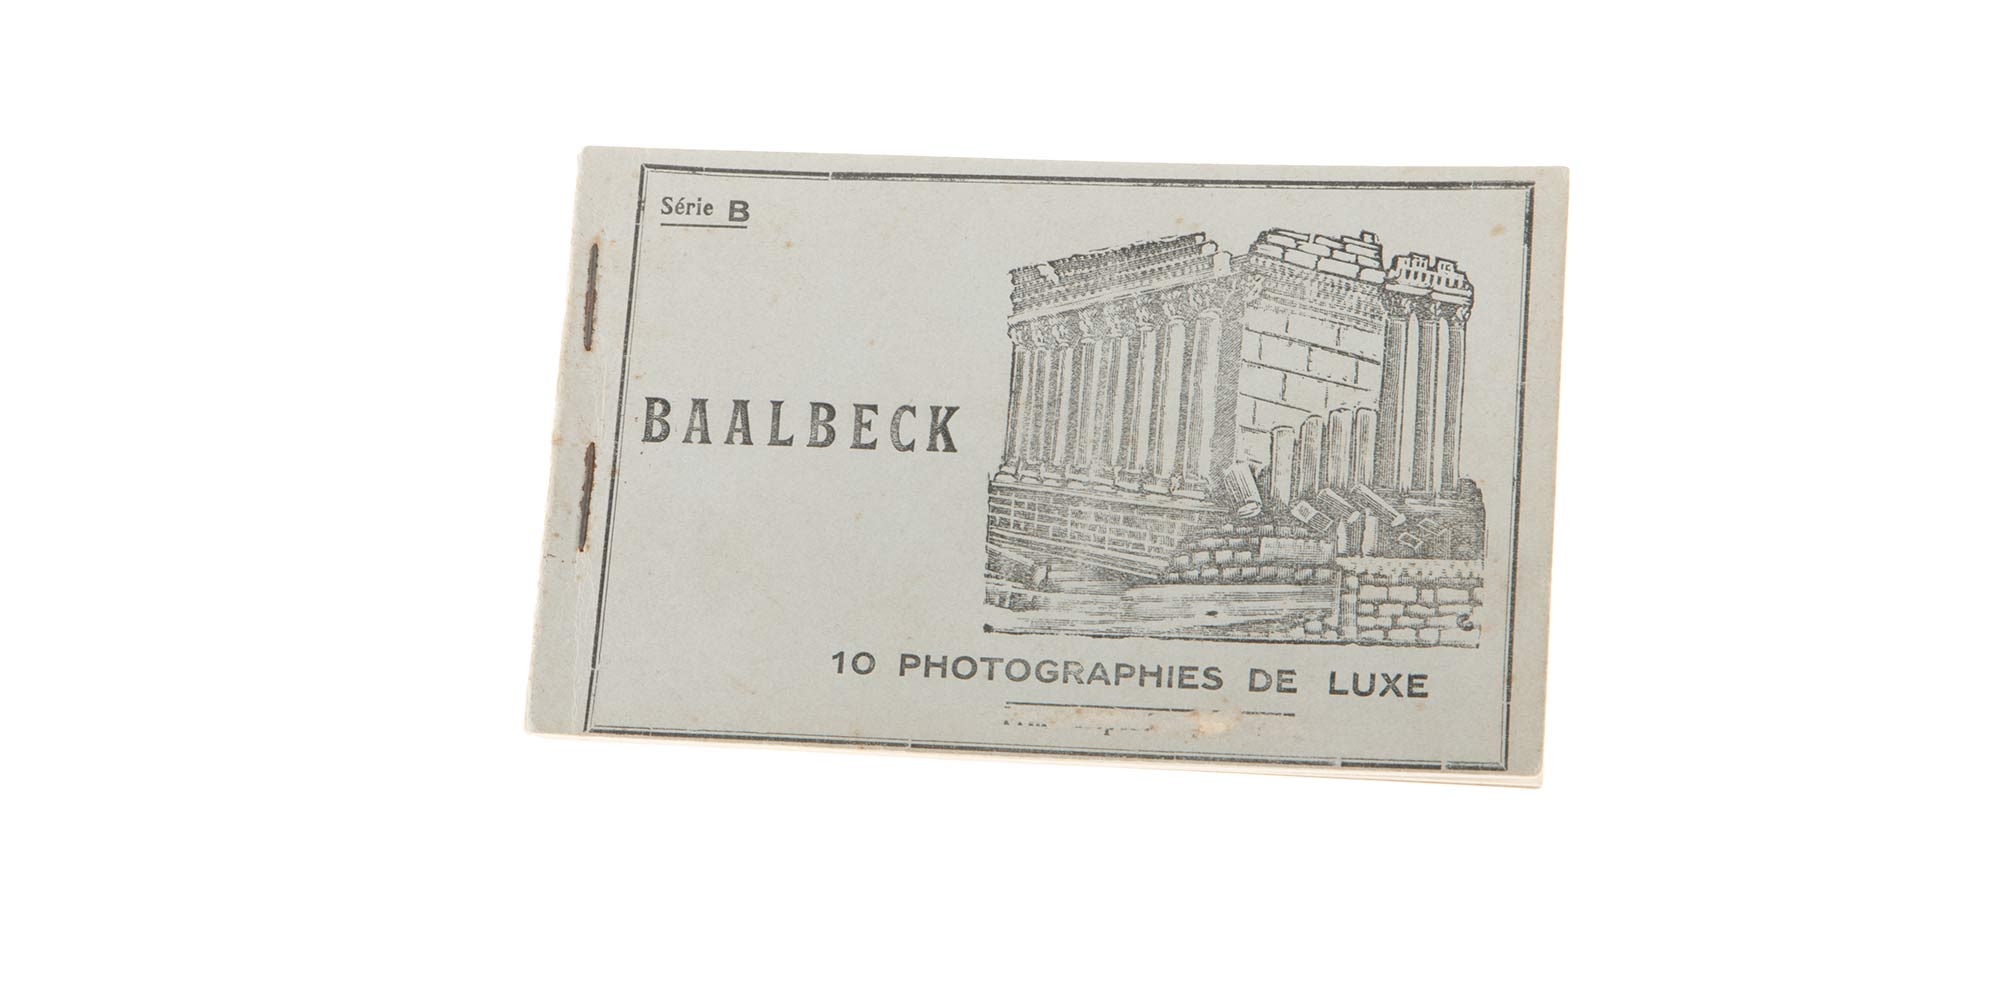 Série B
BAALBECK
10 PHOTOGRAPHIES DE LUXE